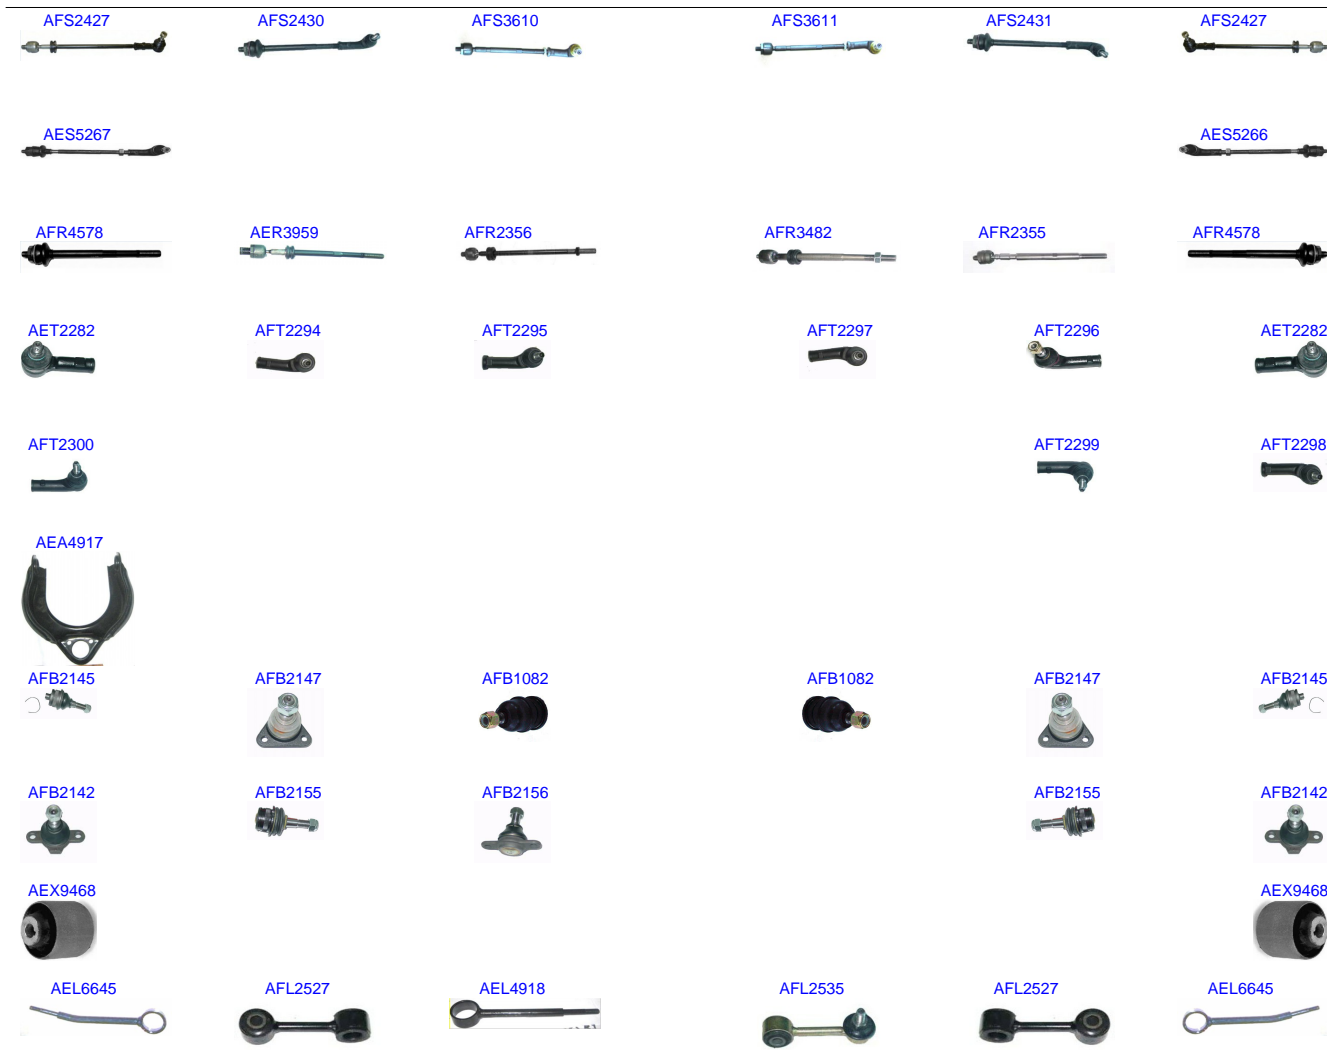 AFS2427 AFS2430 AFS3610 AFS3611 AFS2431 AFS2427
AES5267 AES5266
AFR4578 AER3959 AFR2356 AFR3482 AFR2355 AFR4578
AET2282 AFT2294 AFT2295 AFT2297 AFT2296 AET2282
AFT2300 AFT2299 AFT2298
AEA4917
AFB2145 AFB2147 AFB1082 AFB1082 AFB2147 AFB2145
AFB2142 AFB2155 AFB2156 AFB2155 AFB2142
AEX9468 AEX9468
AEL6645 AFL2527 AEL4918 AFL2535 AFL2527 AEL6645